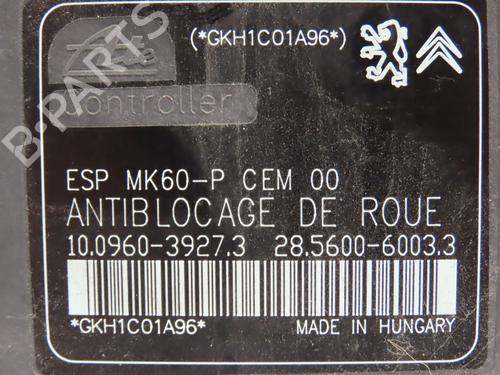 (*GKH1C01A96*)
Controller
B-PARTS
ESP MK60-P CEM 00
ANTIBLOCAGE DE ROUE
10.0960-3927.3 28.5600-6003.3
*GKH1C01A96* MADE IN HUNGARY